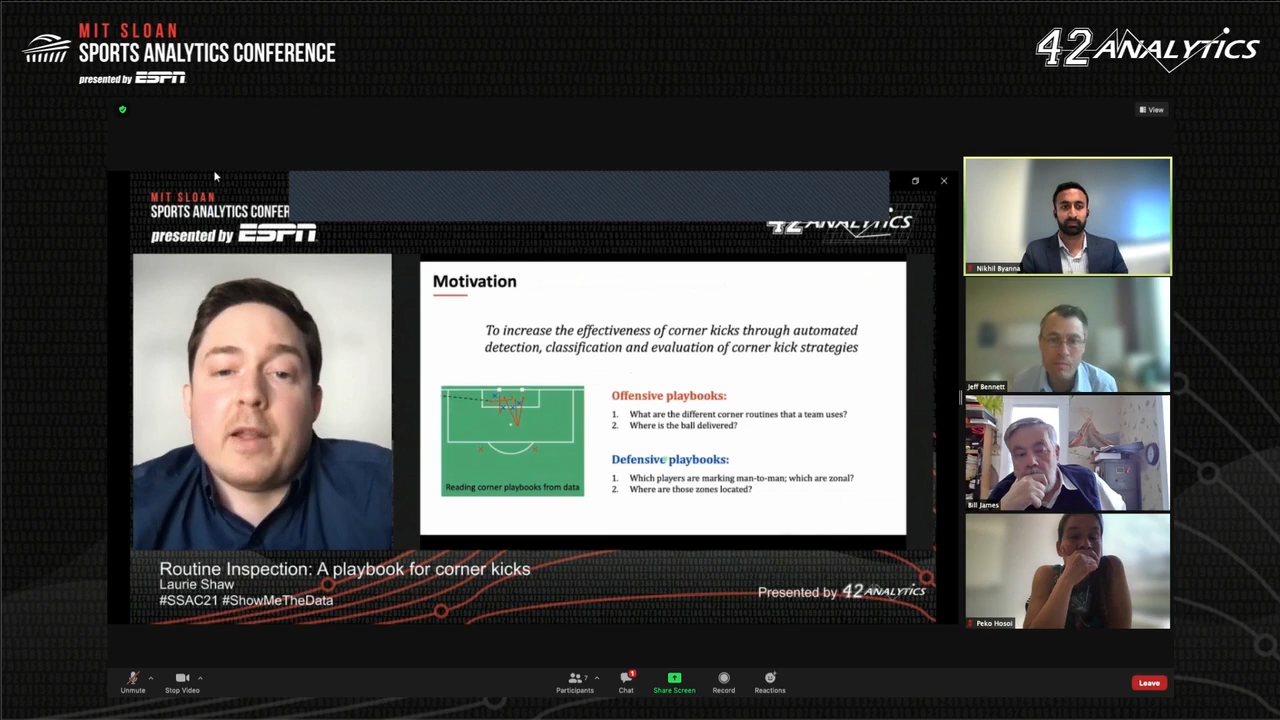 MIT SLOAN
SPORTS ANALYTICS CONFERENCE
presented by ESPN
42 ANALYTICS
View
MIT SLOAN
SPORTS ANALYTICS CONFER
presented by ESPN
42 ANALYTICS
Motivation
To increase the effectiveness of corner kicks through automated
detection, classification and evaluation of corner kick strategies
Offensive playbooks:
1. What are the different corner routines that a team uses?
2. Where is the ball delivered?
Defensive playbooks:
1. Which players are marking man-to-man; which are zonal?
2. Where are those zones located?
Reading corner playbooks from data
Nikhil Byanna
Jeff Bennett
Bill James
Peko Hosoi
Routine Inspection: A playbook for corner kicks
Laurie Shaw
#SSAC21 #ShowMeTheData
Presented by 42 ANALYTICS
Unmute
Stop Video
Participants
7
Chat
1
Share Screen
Record
Reactions
Leave